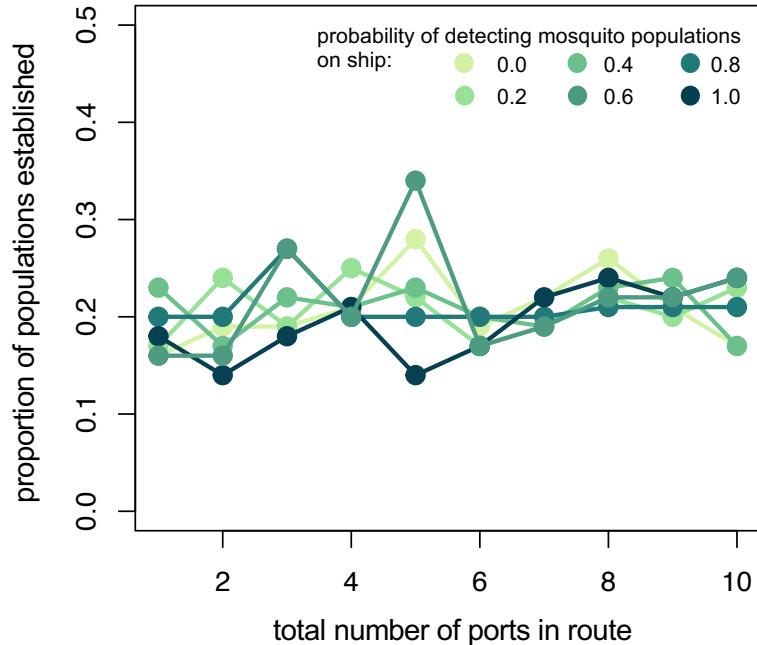 probability of detecting mosquito populations
on ship:
0.0 0.4 0.8
0.2 0.6 1.0
proportion of populations established
0.5
0.4
0.3
0.2
0.1
0.0
2 4 6 8 10
total number of ports in route